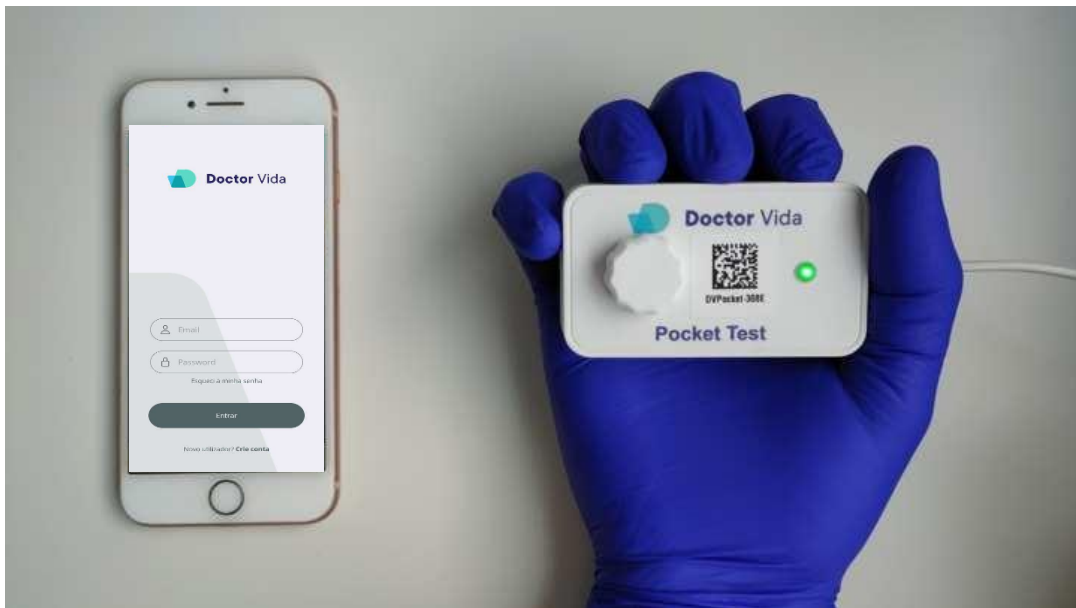 Doctor Vida
Email
Password
Esqueci a minha senha
Entrar
Novo utilizador? Crie conta
Doctor Vida
DVPocket-308E
Pocket Test